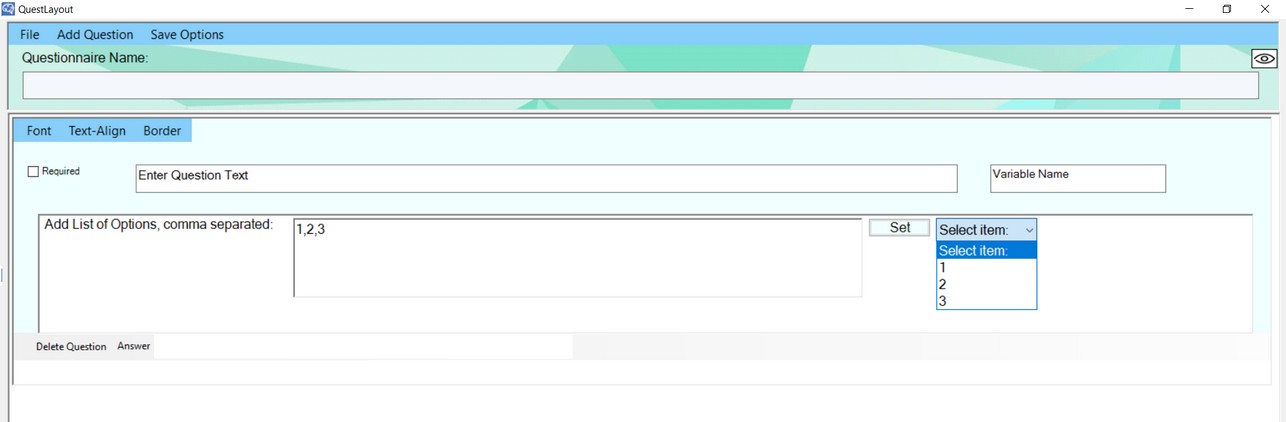 QuestLayout
File Add Question Save Options
Questionnaire Name:
Font Text-Align Border
Required Enter Question Text Variable Name
Add List of Options, comma separated: 1,2,3 Set Select item:
Select item:
1
2
3
Delete Question Answer